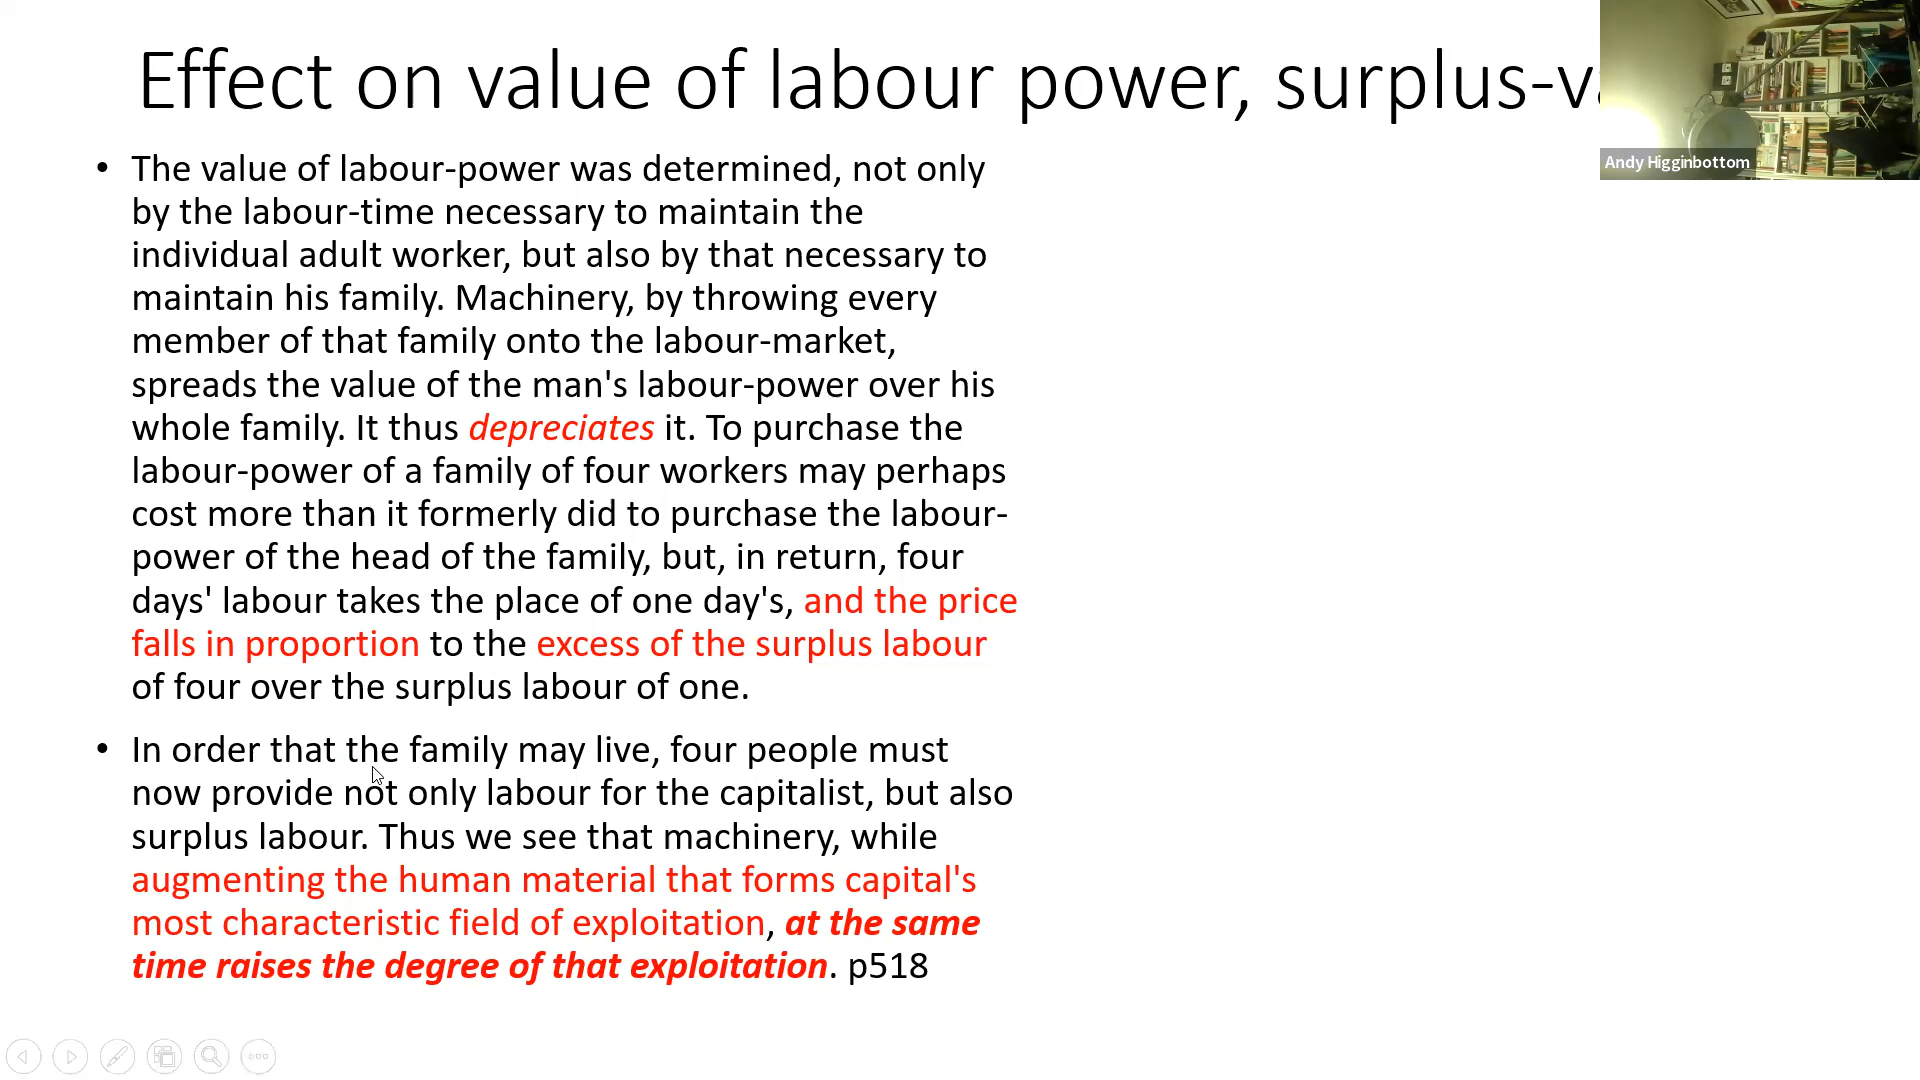 Effect on value of labour power, surplus-va
Andy Higginbottom
• The value of labour-power was determined, not only
by the labour-time necessary to maintain the
individual adult worker, but also by that necessary to
maintain his family. Machinery, by throwing every
member of that family onto the labour-market,
spreads the value of the man's labour-power over his
whole family. It thus depreciates it. To purchase the
labour-power of a family of four workers may perhaps
cost more than it formerly did to purchase the labour-
power of the head of the family, but, in return, four
days' labour takes the place of one day's, and the price
falls in proportion to the excess of the surplus labour
of four over the surplus labour of one.
• In order that the family may live, four people must
now provide not only labour for the capitalist, but also
surplus labour. Thus we see that machinery, while
augmenting the human material that forms capital's
most characteristic field of exploitation, at the same
time raises the degree of that exploitation. p518